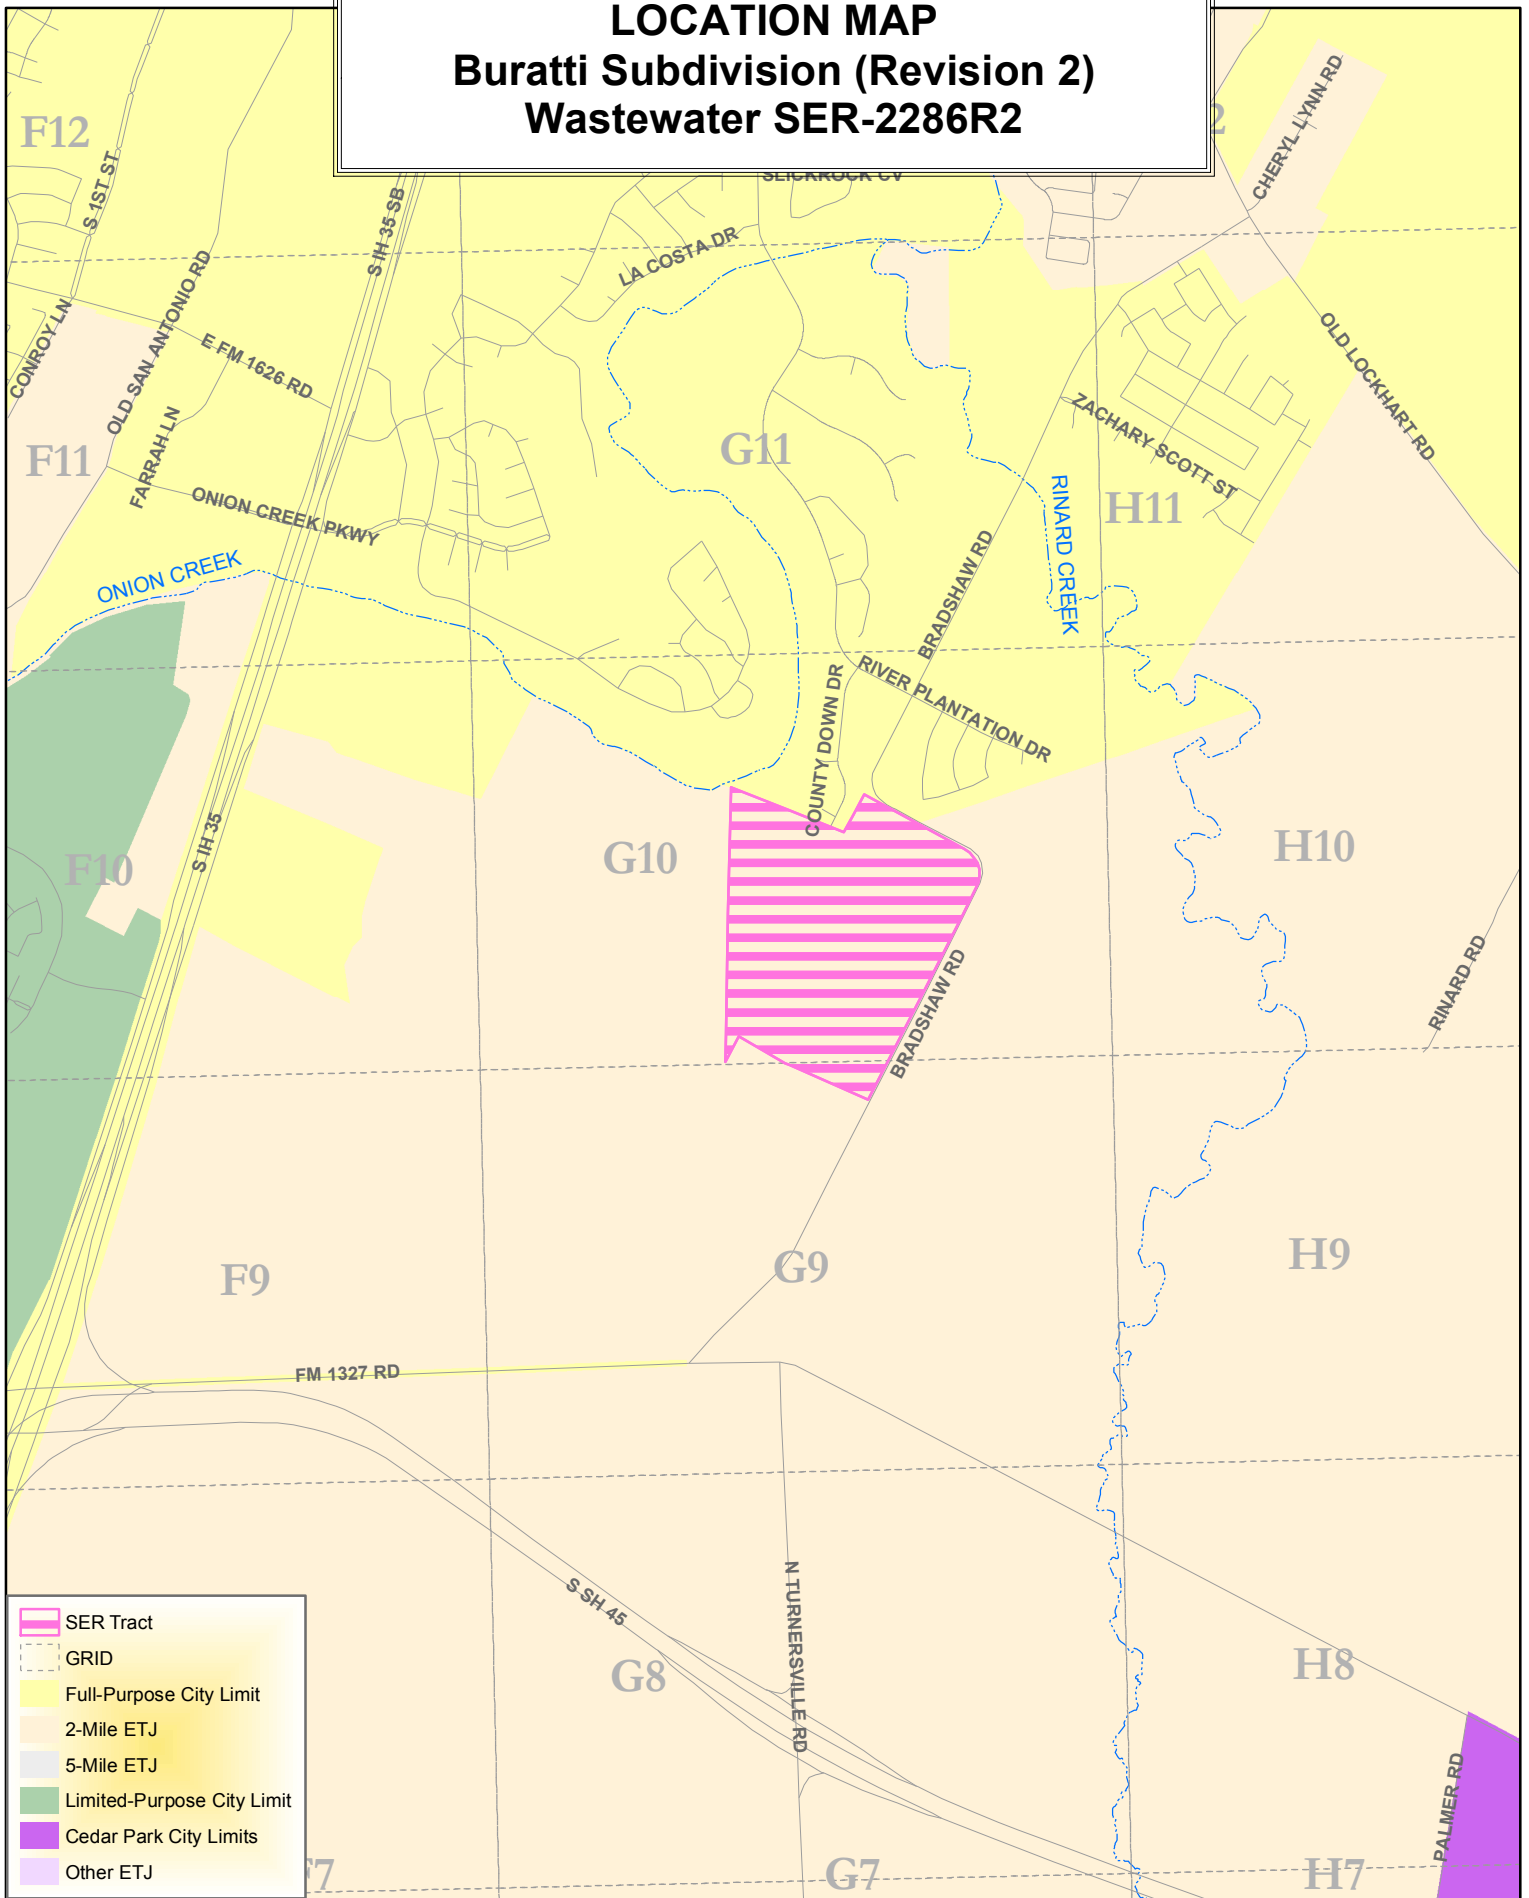 LOCATION MAP
Buratti Subdivision (Revision 2)
Wastewater SER-2286R2
F12
2
CHERYL LYNN RD
S 1ST ST
SLICKROCK CV
S IH 35 SB
LA COSTA DR
OLD SAN ANTONIO RD
CONROY LN
E FM 1626 RD
OLD LOCKHART RD
FARRAH LN
F11
G11
ZACHARY SCOTT ST
H11
ONION CREEK PKWY
RINARD CREEK
ONION CREEK
BRADSHAW RD
RIVER PLANTATION DR
COUNTY DOWN DR
S IH 35
F10
G10
H10
BRADSHAW RD
RINARD RD
F9
G9
H9
FM 1327 RD
S SH 45
N TURNERSVILLE RD
G8
H8
PALMER RD
SER Tract
GRID
Full-Purpose City Limit
2-Mile ETJ
5-Mile ETJ
Limited-Purpose City Limit
Cedar Park City Limits
Other ETJ
F7
G7
H7